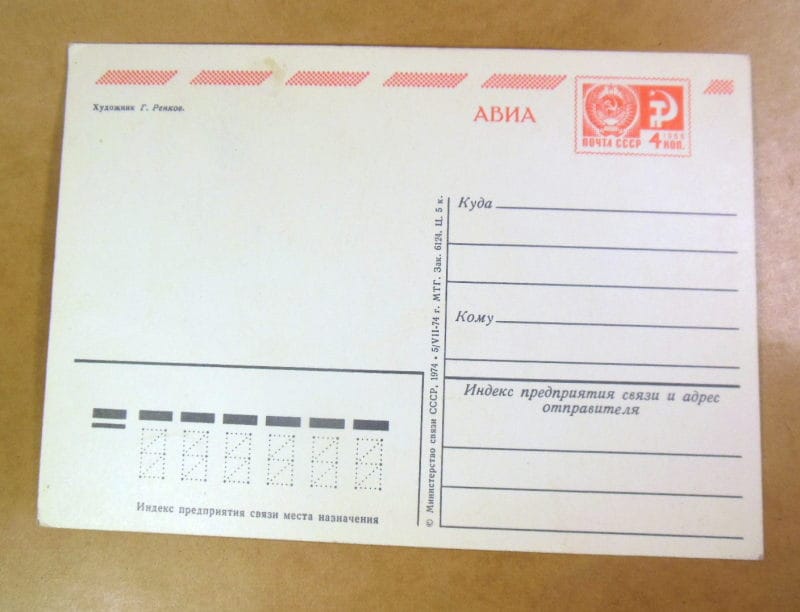 Художник Г. Ренков.
АВИА
1966
ПОЧТА СССР 4 КОП.
Куда
Кому
Индекс предприятия связи и адрес
отправителя
© Министерство связи СССР, 1974 • 5/VII-74 г. МТГ. Зак. 6124. Ц. 5 к.
Индекс предприятия связи места назначения